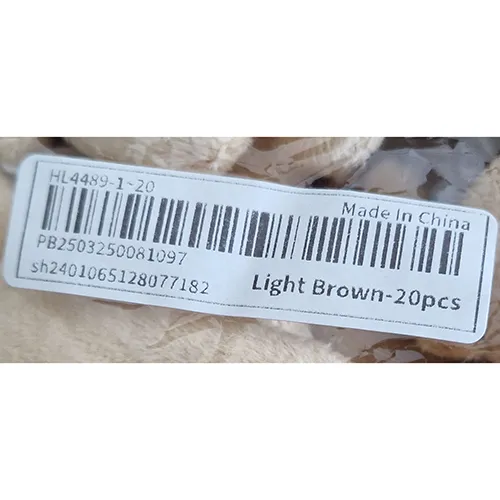 HL4489-1-20
Made In China
PB2503250081097
sh2401065128077182
Light Brown-20pcs